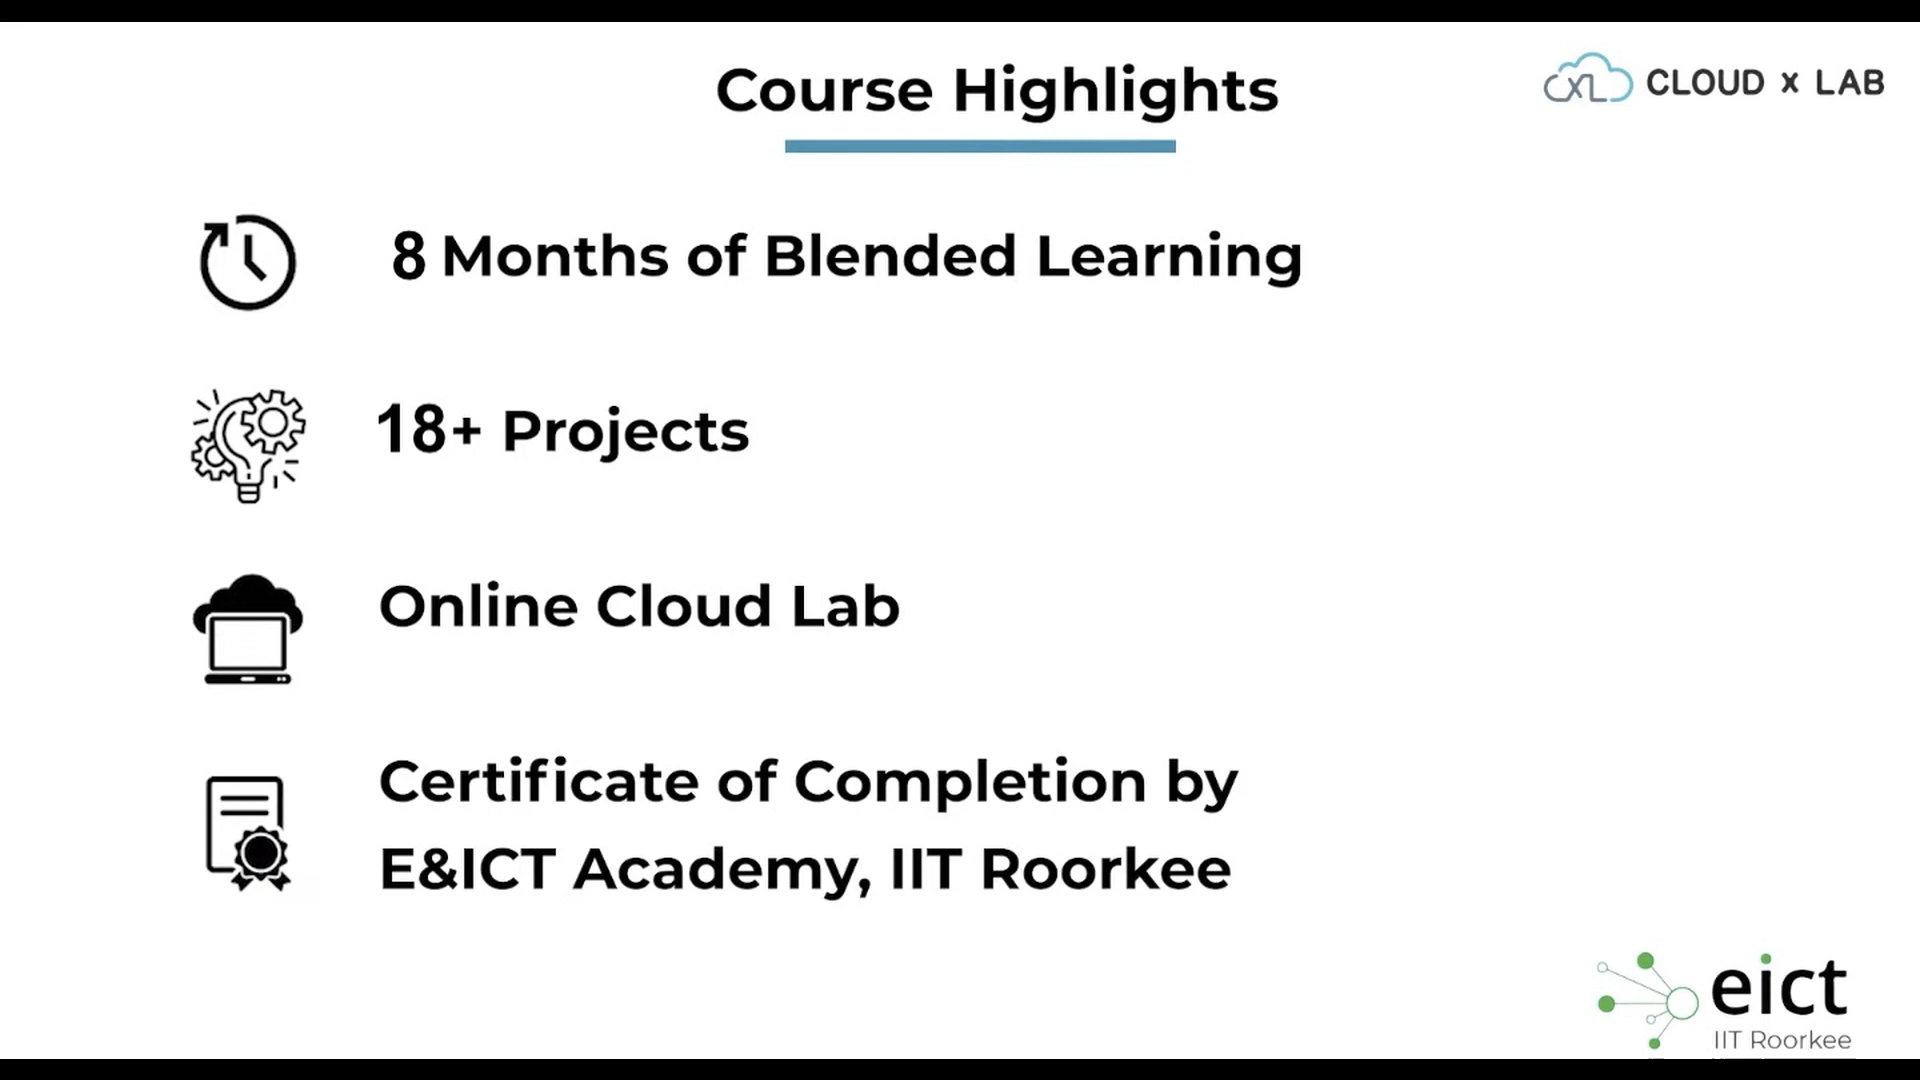 Course Highlights
XL CLOUD x LAB
8 Months of Blended Learning
18+ Projects
Online Cloud Lab
Certificate of Completion by
E&ICT Academy, IIT Roorkee
eict
IIT Roorkee